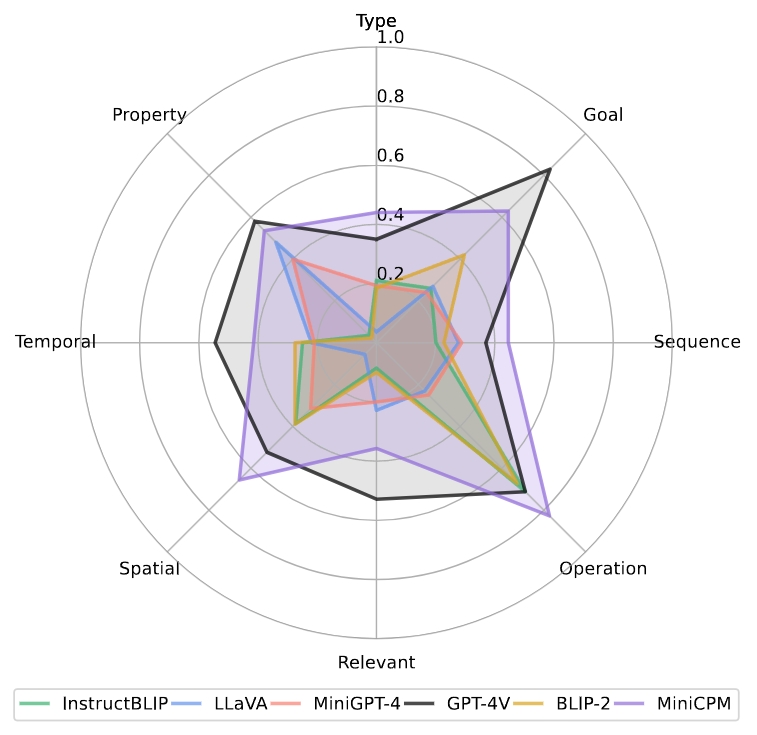 Type
1.0
0.8
Property
Goal
0.6
0.4
0.2
Temporal
Sequence
Spatial
Operation
Relevant
InstructBLIP LLaVA MiniGPT-4 GPT-4V BLIP-2 MiniCPM